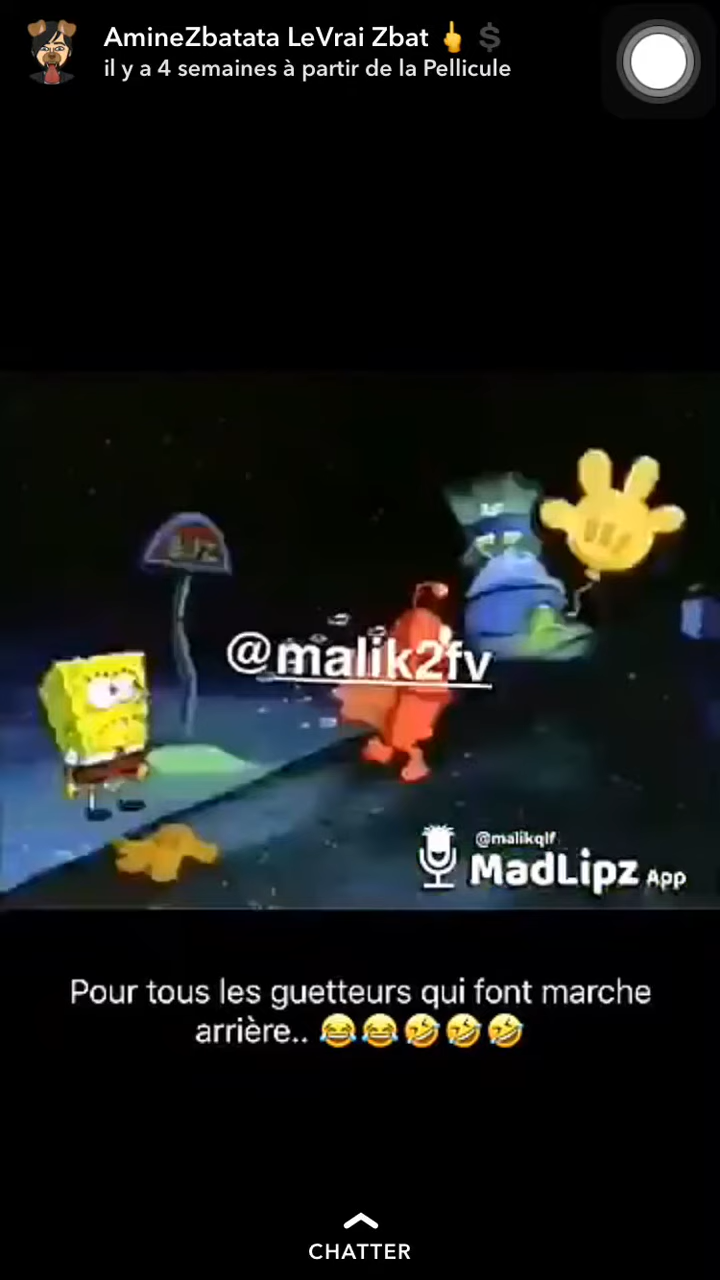 AmineZbatata LeVrai Zbat 🖕 $
il y a 4 semaines à partir de la Pellicule
@malik2fv
@malikqlf
MadLipz App
Pour tous les guetteurs qui font marche
arrière.. 😂😂🤣🤣🤣
CHATTER